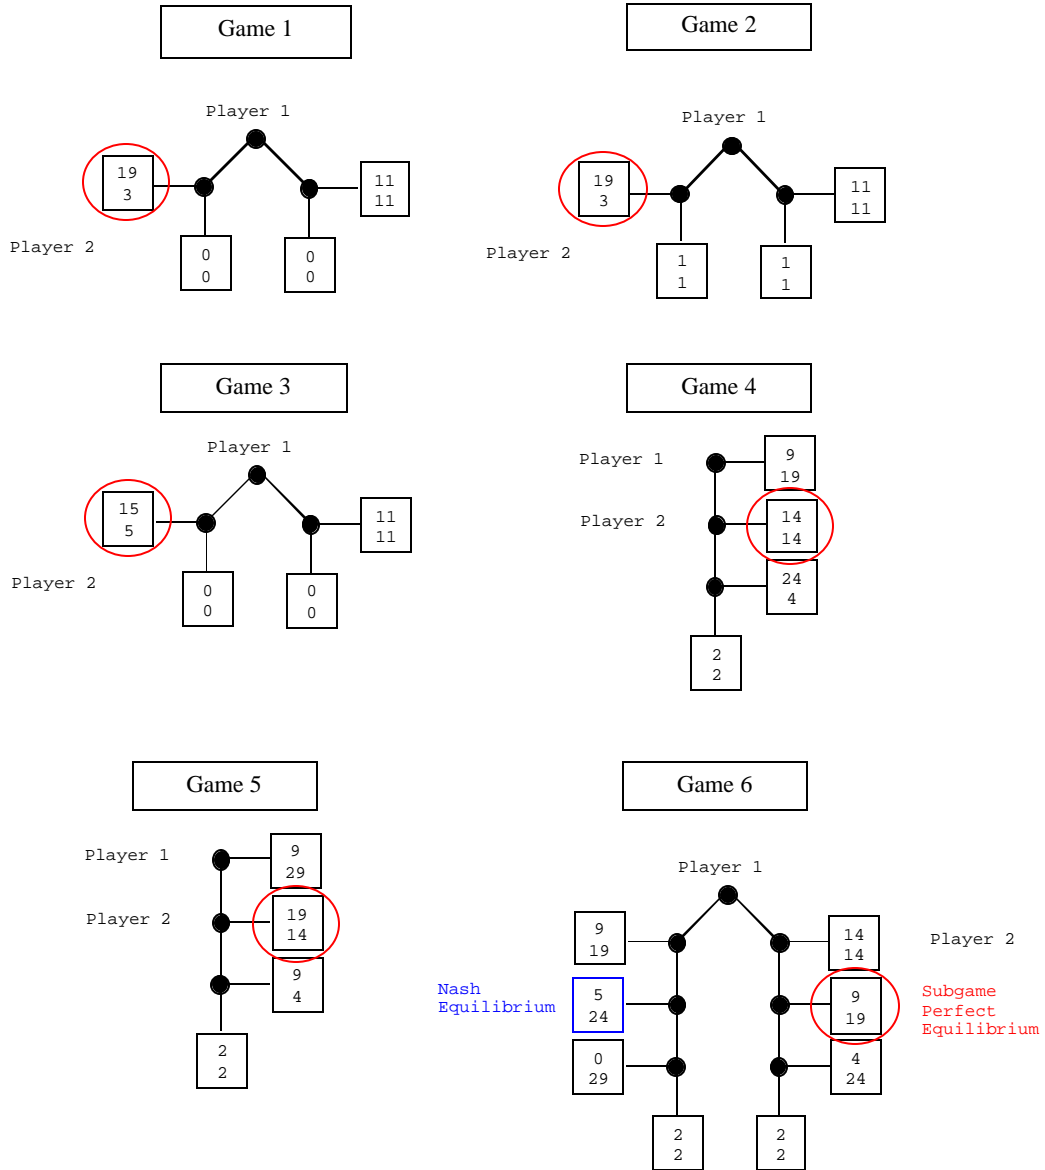 Game 1
Game 2
Player 1
19
3
11
11
Player 2
0
0
0
0
Player 1
19
3
11
11
Player 2
1
1
1
1
Game 3
Game 4
Player 1
15
5
11
11
Player 2
0
0
0
0
Player 1
9
19
Player 2
14
14
24
4
2
2
Game 5
Game 6
Player 1
9
29
Player 2
19
14
9
4
2
2
Player 1
9
19
14
14
Player 2
Nash
Equilibrium
5
24
9
19
Subgame
Perfect
Equilibrium
0
29
4
24
2
2
2
2